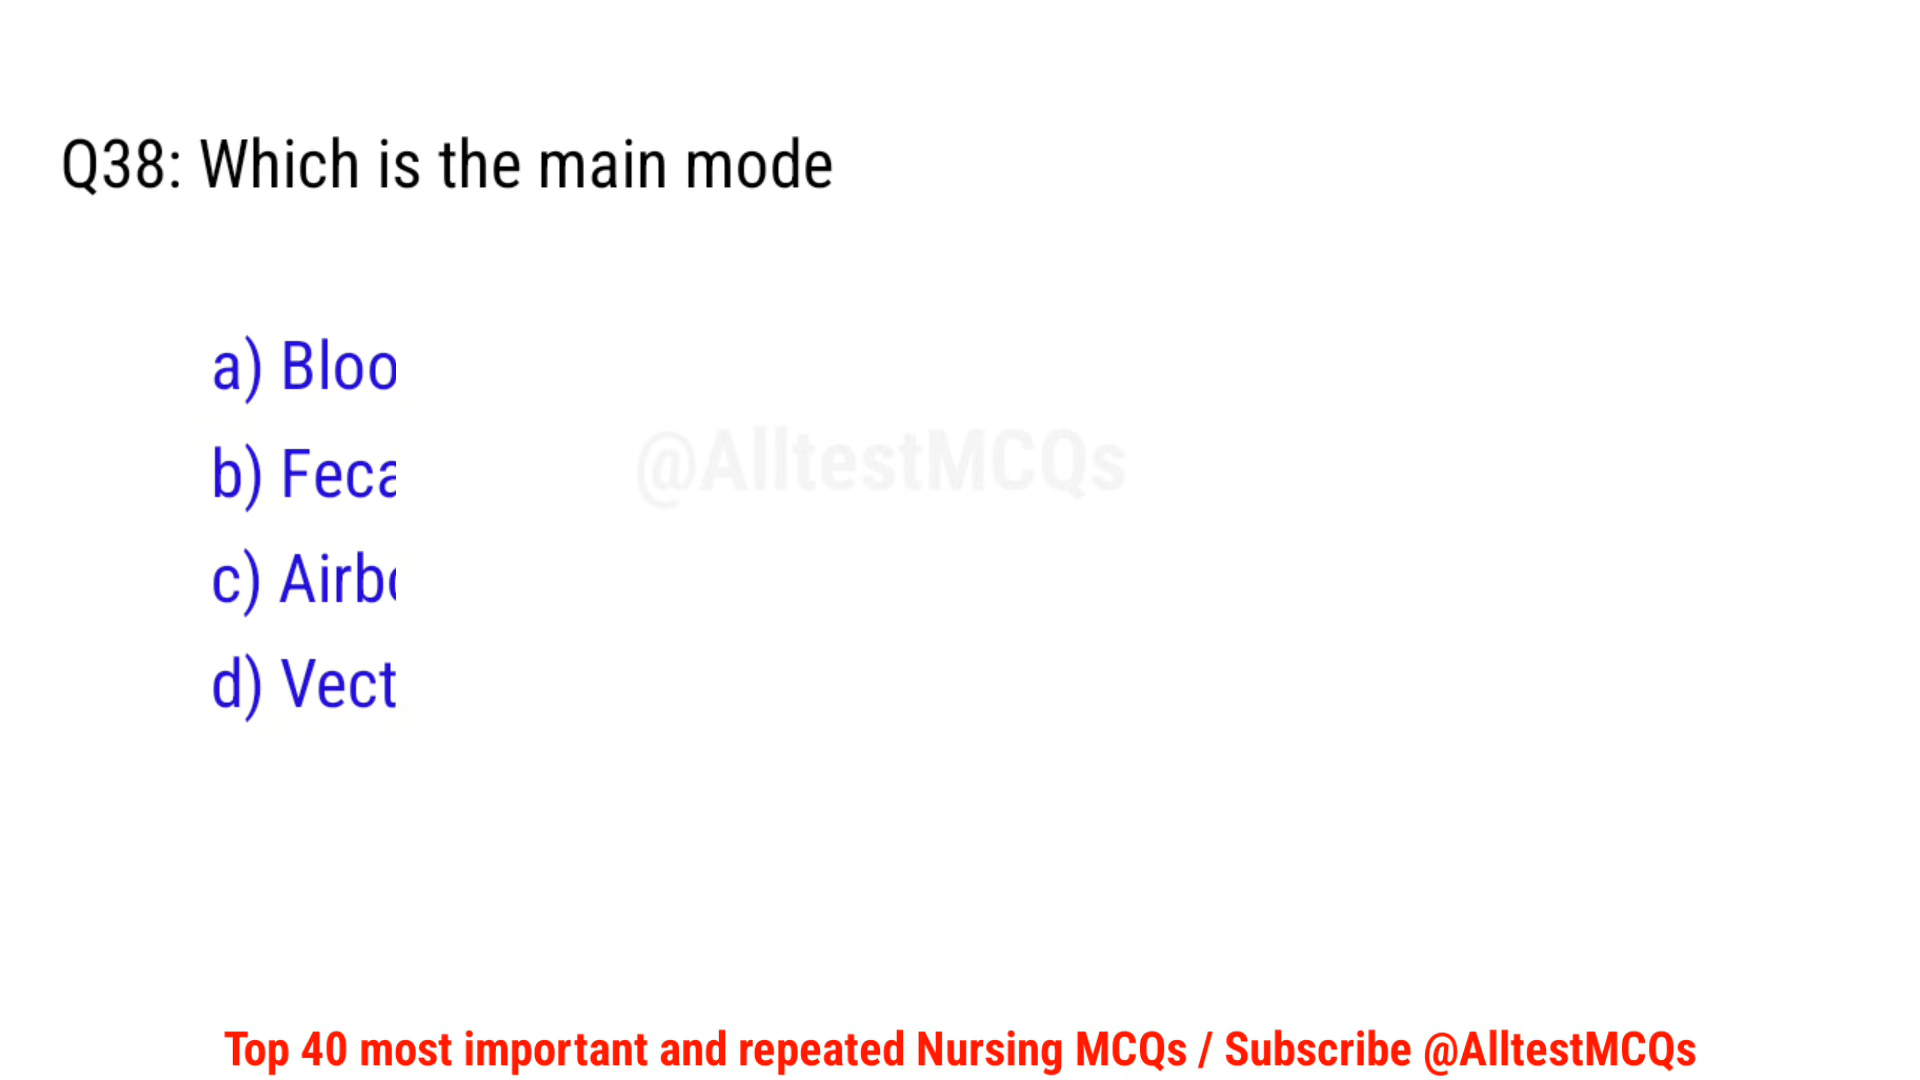 Q38: Which is the main mode
a) Bloo
b) Feca
@AlltestMCQs
c) Airbo
d) Vect
Top 40 most important and repeated Nursing MCQs / Subscribe @AlltestMCQs